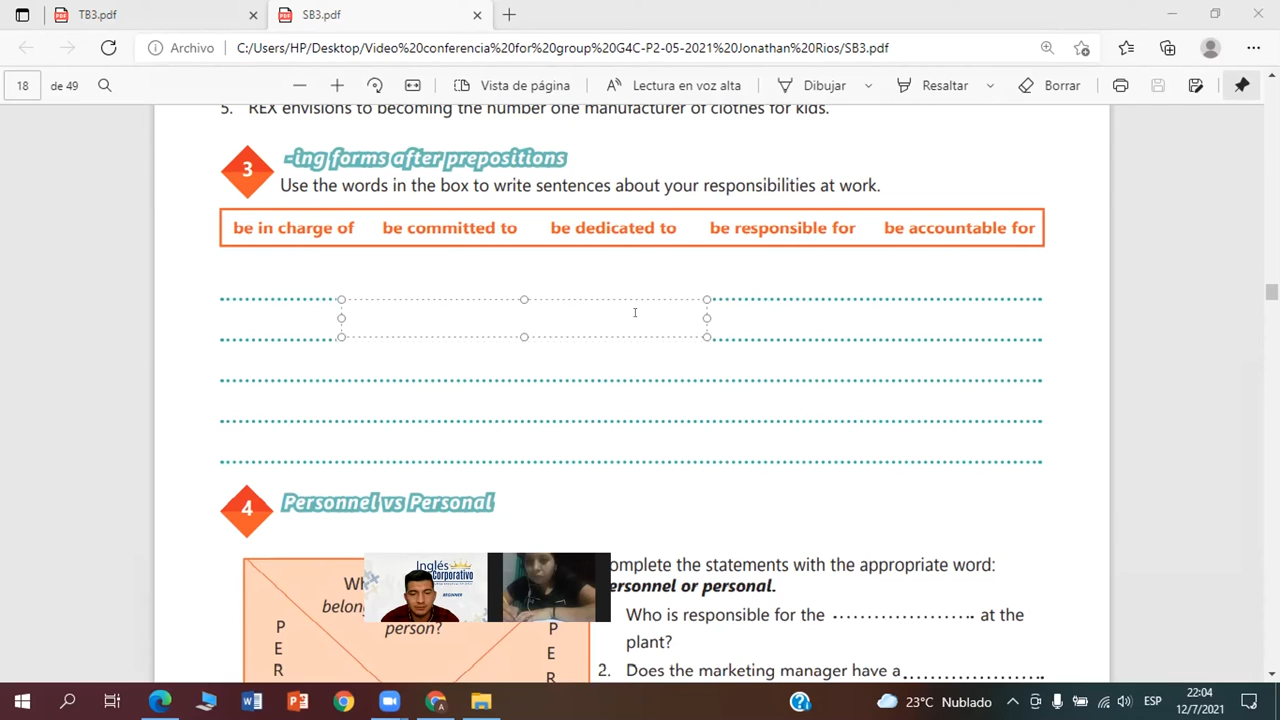 TB3.pdf
SB3.pdf
Archivo
C:/Users/HP/Desktop/Video%20conferencia%20for%20group%20G4C-P2-05-2021%20Jonathan%20Rios/SB3.pdf
18 de 49
Vista de página
Lectura en voz alta
Dibujar
Resaltar
Borrar
5. REX envisions to becoming the number one manufacturer of clothes for kids.
3 -ing forms after prepositions
Use the words in the box to write sentences about your responsibilities at work.
be in charge of be committed to be dedicated to be responsible for be accountable for
4 Personnel vs Personal
belong
person?
P
E
R
P
E
R
Inglés
Corporativo
BEGINNER
omplete the statements with the appropriate word:
ersonnel or personal.
Who is responsible for the .................... at the
plant?
2. Does the marketing manager have a....................
23°C Nublado
ESP
22:04
12/7/2021